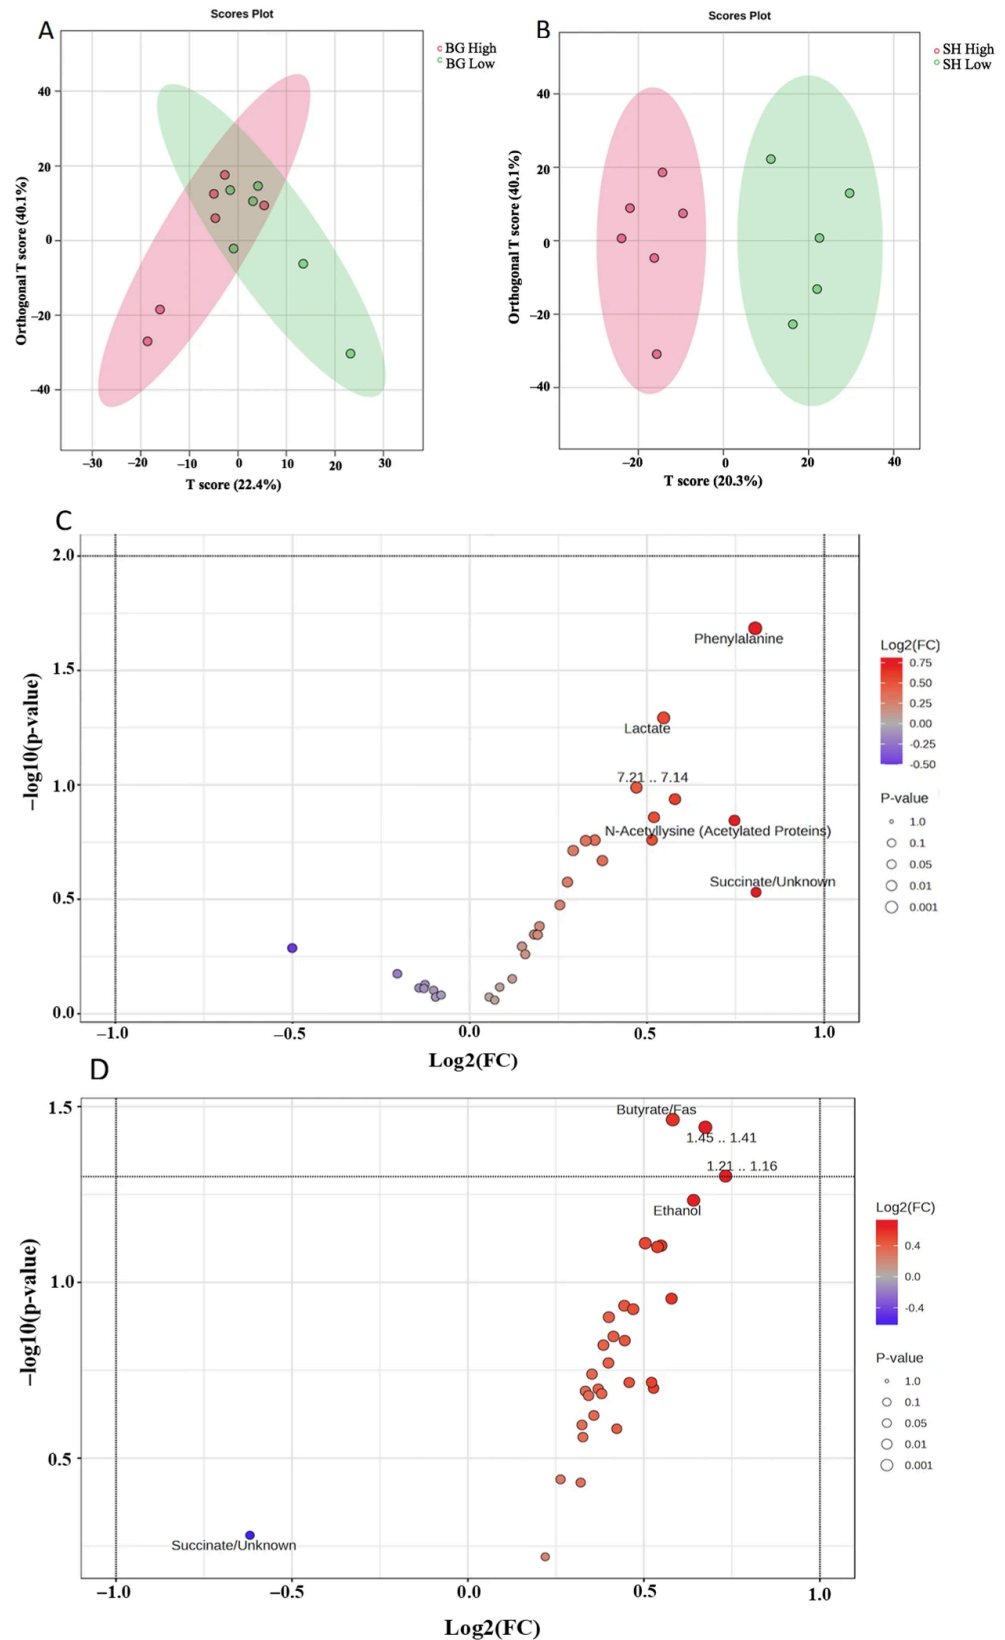 A
Scores Plot
BG High
BG Low
Orthogonal T score (40.1%)
40
20
0
−20
−40
−30
−20
−10
0
10
20
30
T score (22.4%)
B
Scores Plot
SH High
SH Low
Orthogonal T score (40.1%)
40
20
0
−20
−40
−20
0
20
40
T score (20.3%)
C
−log10(p-value)
2.0
1.5
1.0
0.5
0.0
Phenylalanine
Lactate
7.21 .. 7.14
N-Acetyllysine (Acetylated Proteins)
Succinate/Unknown
−1.0
−0.5
0.0
0.5
1.0
Log2(FC)
Log2(FC)
0.75
0.50
0.25
0.00
-0.25
-0.50
P-value
1.0
0.1
0.05
0.01
0.001
D
−log10(p-value)
1.5
1.0
0.5
Butyrate/Fas
1.45 .. 1.41
1.21 .. 1.16
Ethanol
Succinate/Unknown
−1.0
−0.5
0.0
0.5
1.0
Log2(FC)
Log2(FC)
0.4
0.0
-0.4
P-value
1.0
0.1
0.05
0.01
0.001